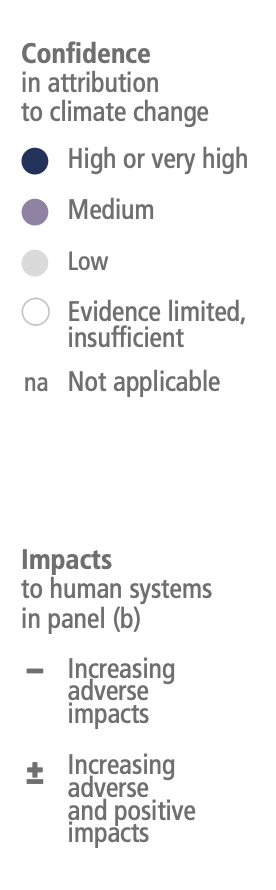 Confidence
in attribution
to climate change
High or very high
Medium
Low
Evidence limited,
insufficient
na Not applicable
Impacts
to human systems
in panel (b)
− Increasing
adverse
impacts
± Increasing
adverse
and positive
impacts